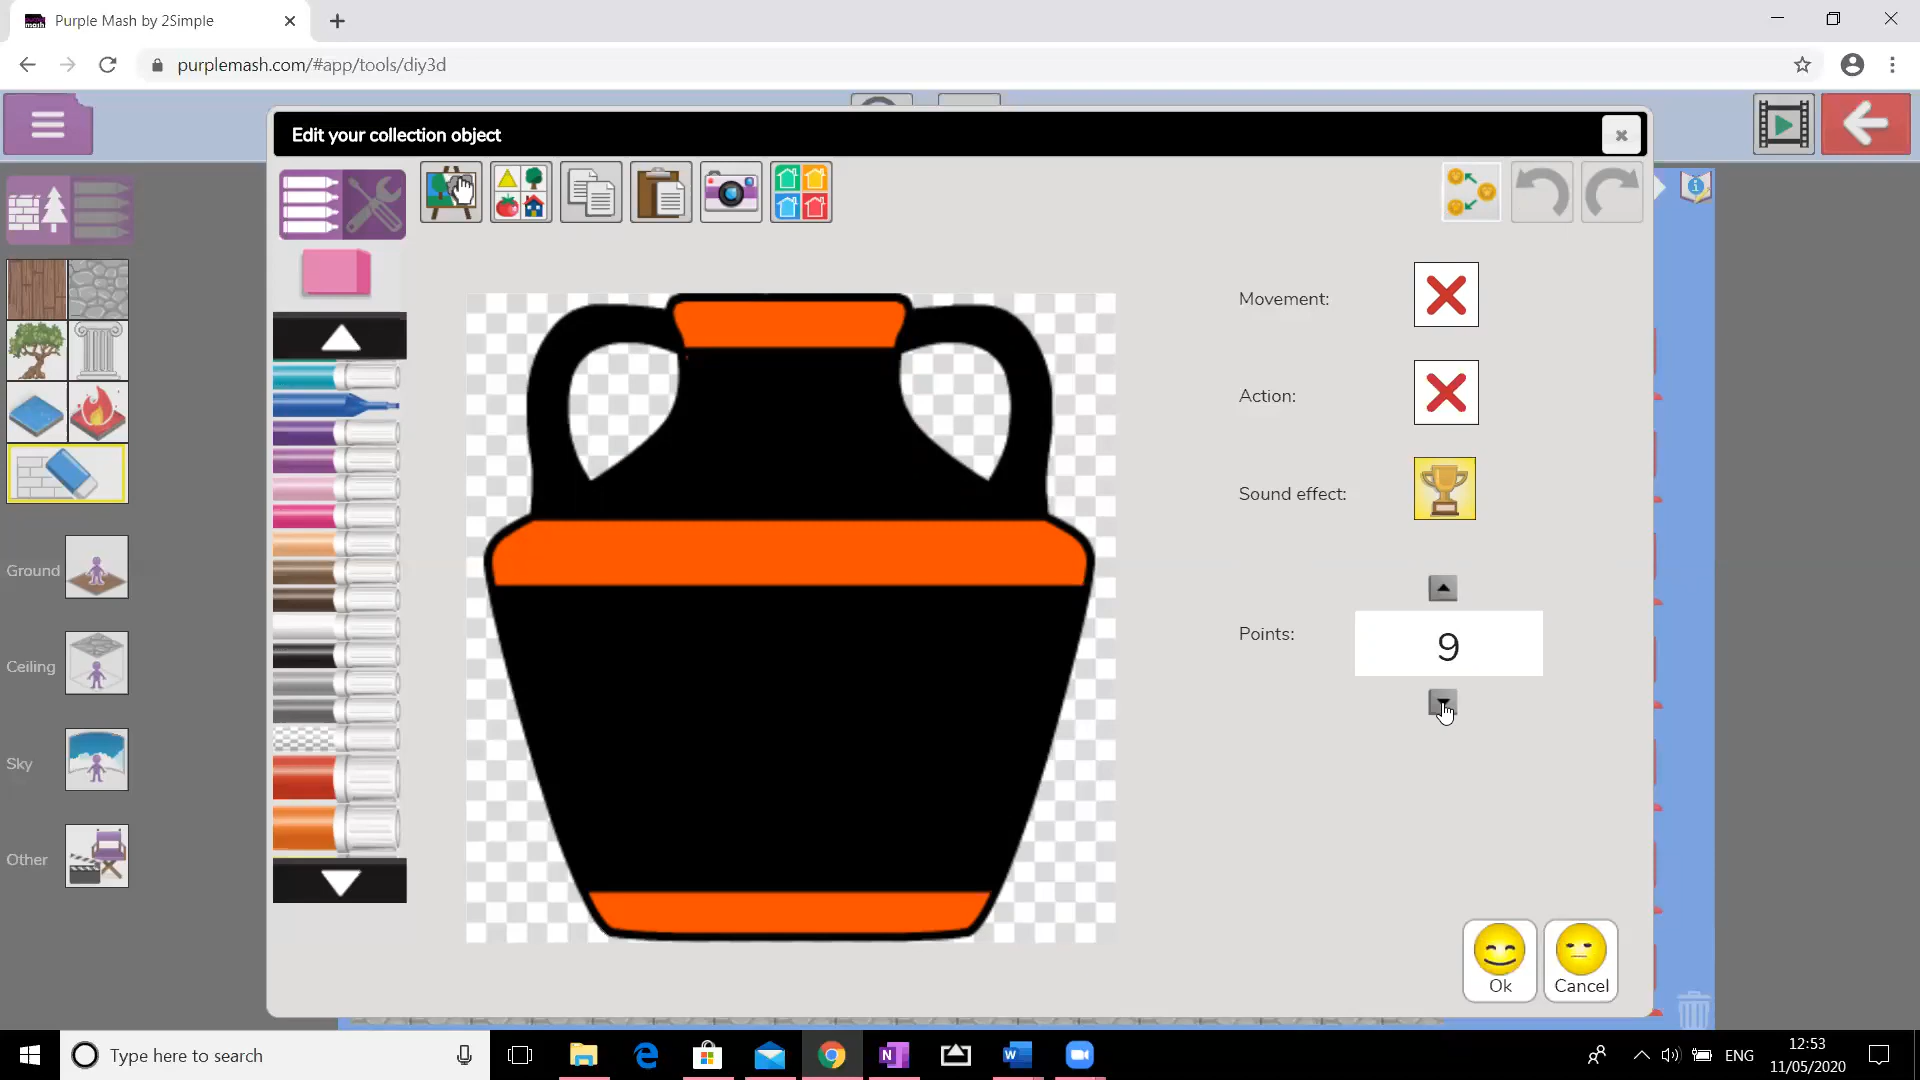 Purple Mash by 2Simple
purplemash.com/#app/tools/diy3d
Edit your collection object
Movement:
Action:
Sound effect:
Points:
9
Ground
Ceiling
Sky
Other
Ok
Cancel
Type here to search
ENG
12:53
11/05/2020